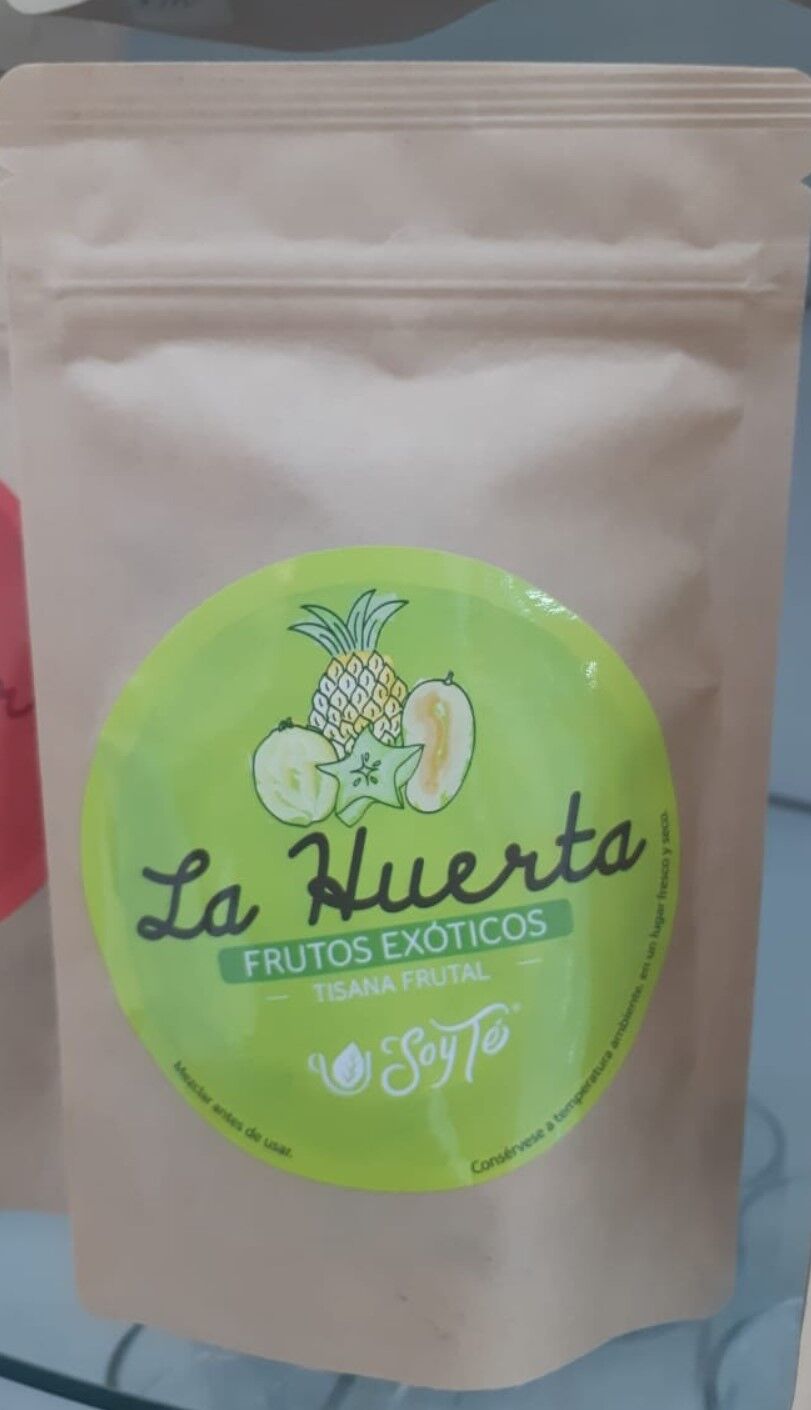 La Huerta
FRUTOS EXÓTICOS
TISANA FRUTAL
SoyTé
Mezclar antes de usar.
Consérvese a temperatura ambiente, en un lugar fresco y seco.